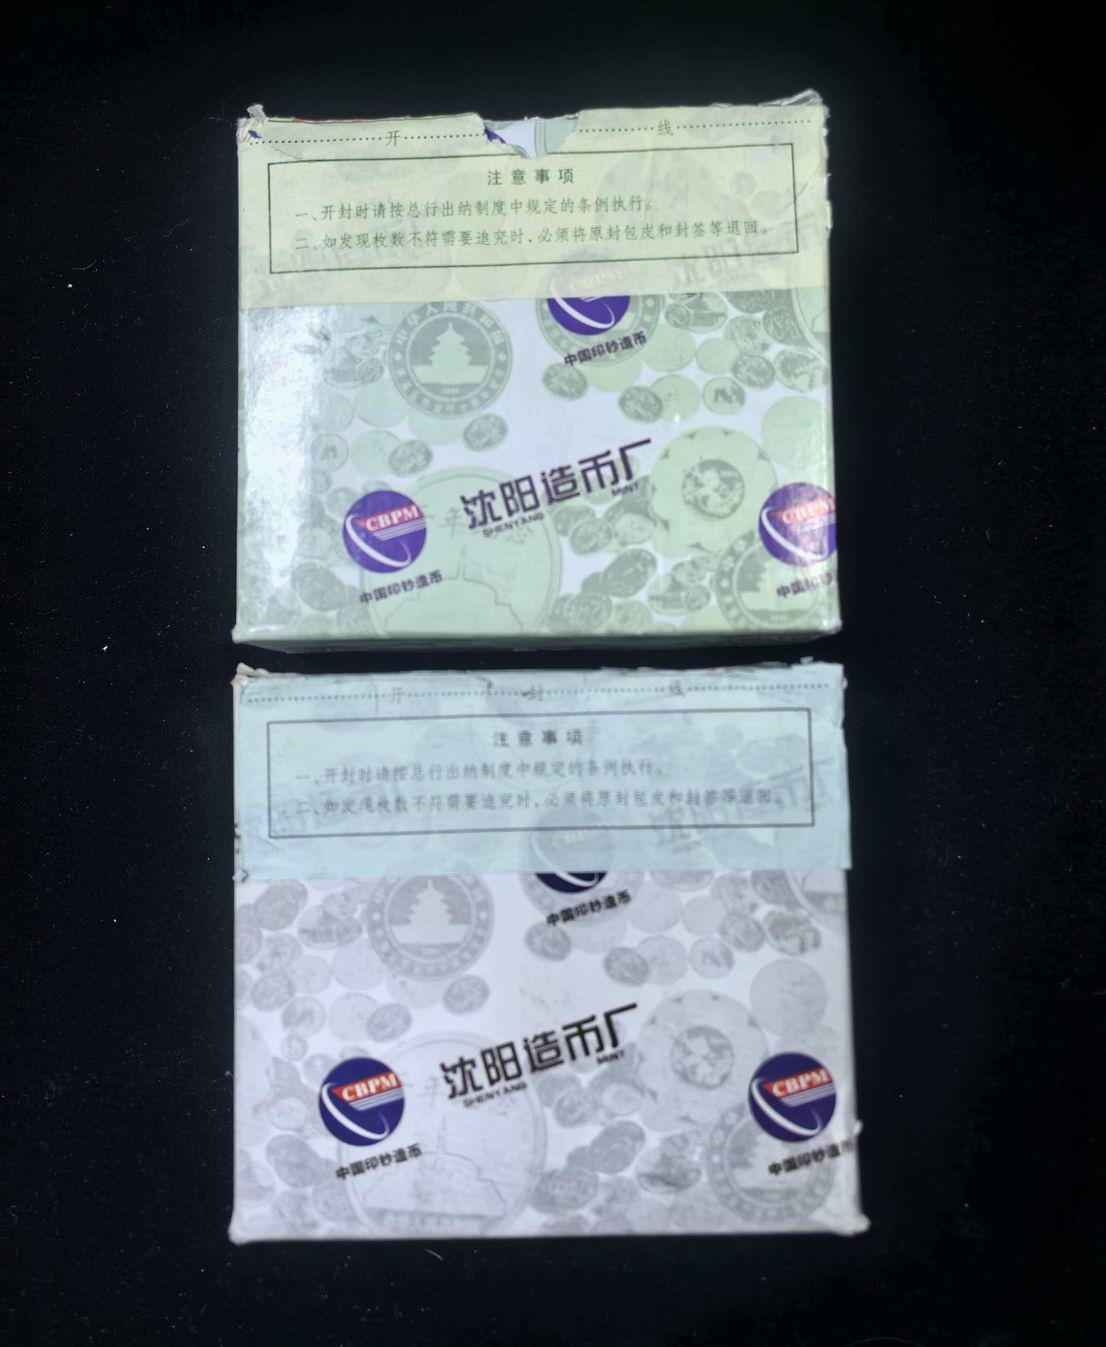 开 线
注意事项
一、开封时请按总行出纳制度中规定的条例执行。
二、如发现枚数不符需要追究时，必须将原封包皮和封签等退回。
CBPM
中国印钞造币
沈阳造币厂
SHENYANG MINT
CBPM
中国印钞造币
CBPM
中国印钞造币
开 封 线
注意事项
一、开封时请按总行出纳制度中规定的条例执行。
二、如发现枚数不符需要追究时，必须将原封包皮和封签等退回。
中国印钞造币
沈阳造币厂
SHENYANG MINT
CBPM
中国印钞造币
CBPM
中国印钞造币